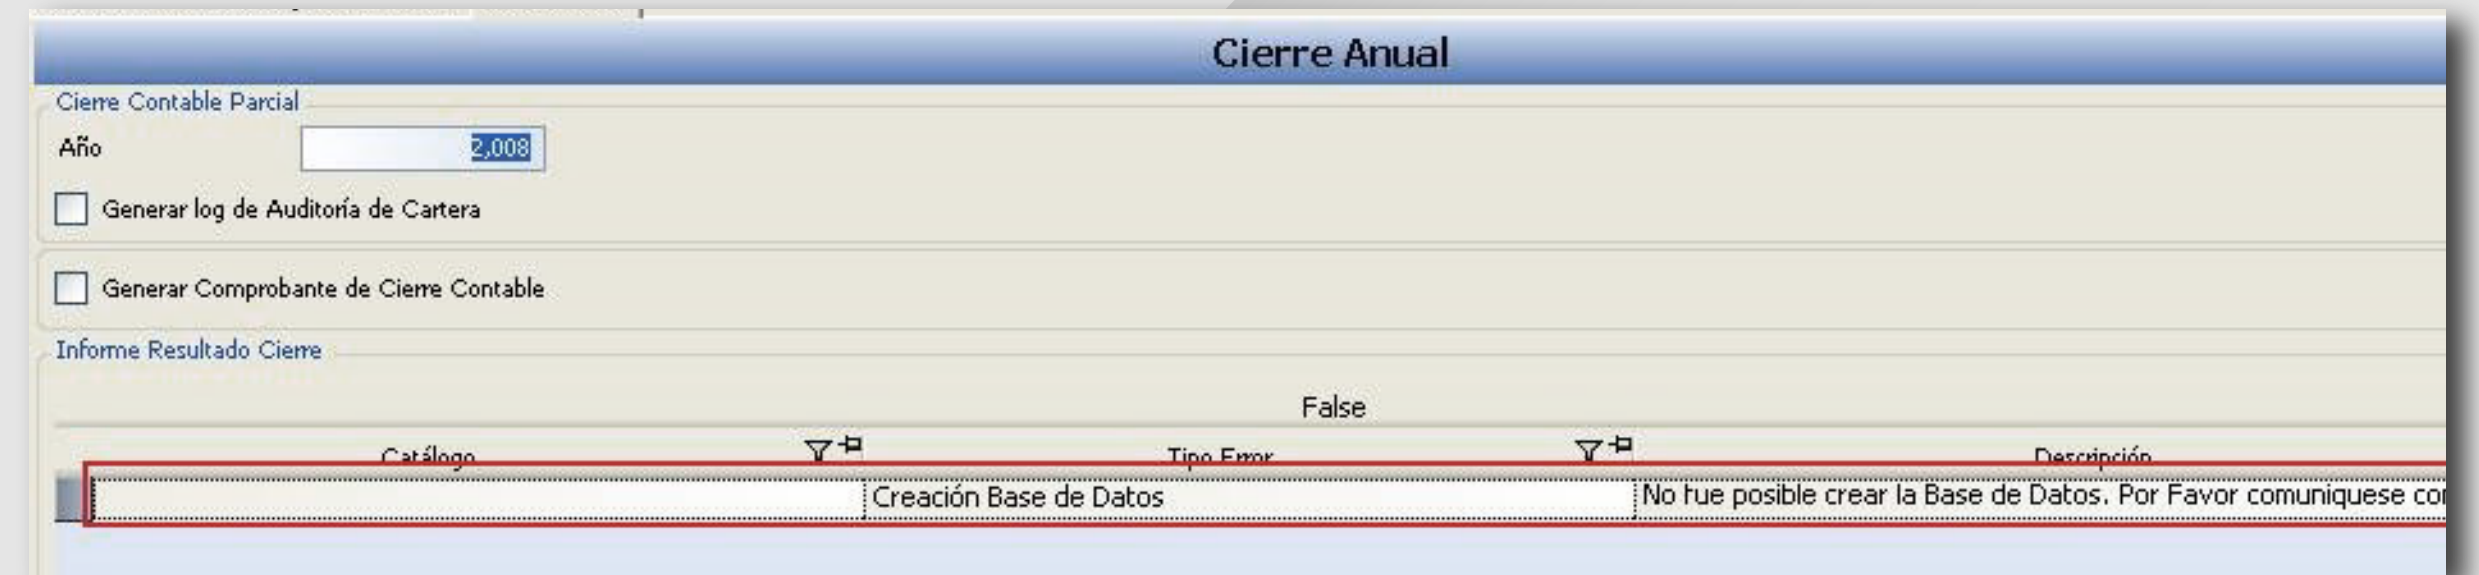 Cierre Anual
Cierre Contable Parcial
Año 2,008
Generar log de Auditoría de Cartera
Generar Comprobante de Cierre Contable
Informe Resultado Cierre
False
Catálogo Tipo Error Descripción
Creación Base de Datos No fue posible crear la Base de Datos. Por Favor comuniquese con